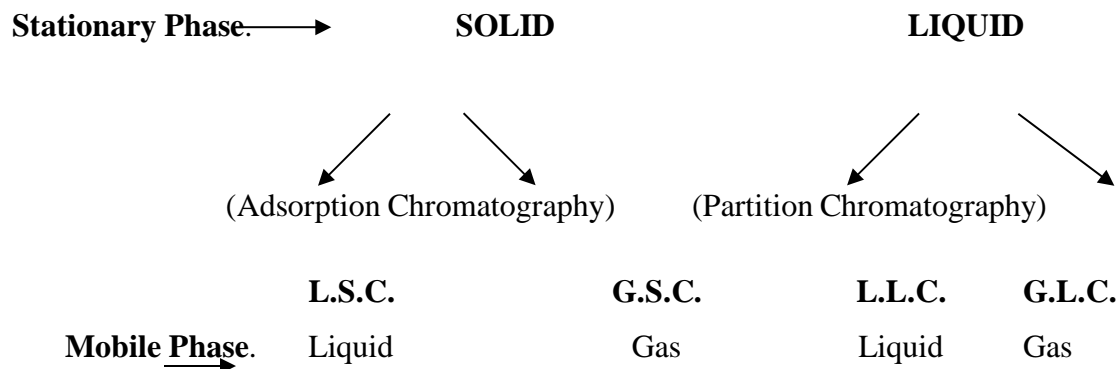 Stationary Phase. SOLID LIQUID
(Adsorption Chromatography) (Partition Chromatography)
L.S.C. G.S.C. L.L.C. G.L.C.
Mobile Phase. Liquid Gas Liquid Gas